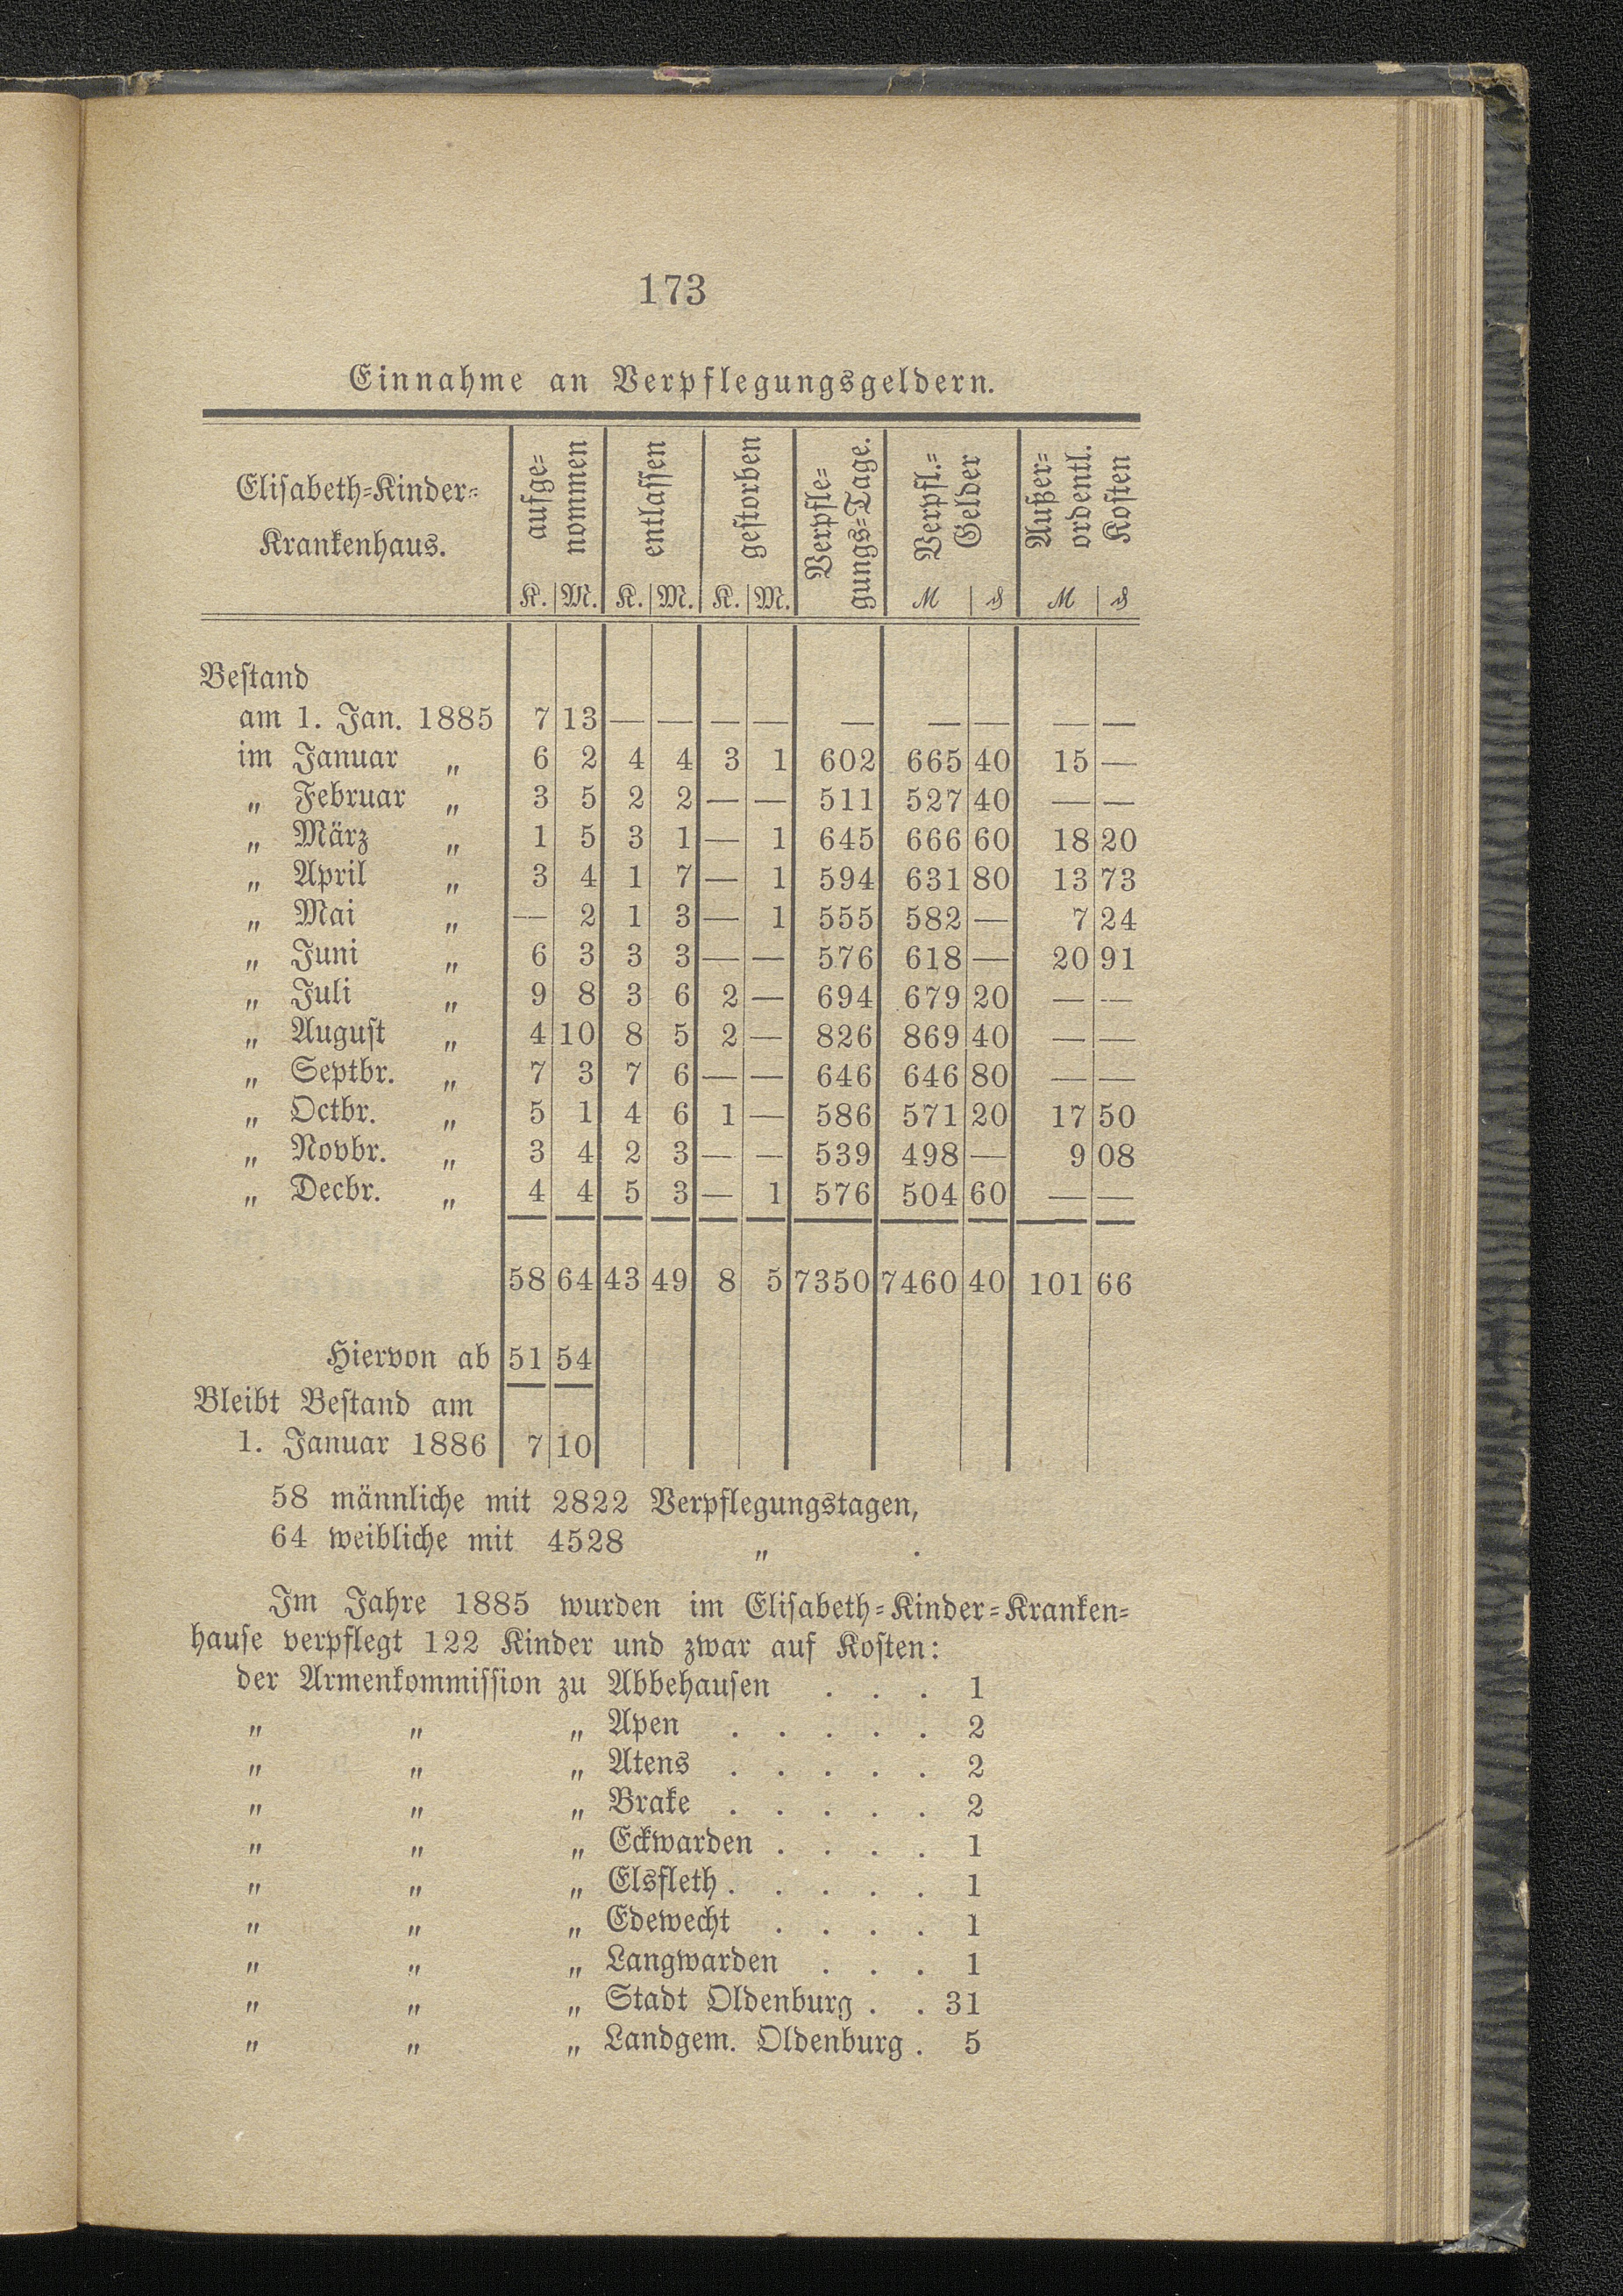 173
Einnahme an Verpflegungsgeldern.
Elisabeth-Kinder-
Krankenhaus.
aufge-
nommen
entlassen
gestorben
Verpfle-
gungs-Tage.
Verpfl.-
Gelder
Außer-
ordentl.
Kosten
K. M. K. M. K. M. ℳ ₰ ℳ ₰
Bestand
am 1. Jan. 1885 7 13 — — — — — — — — —
im Januar „ 6 2 4 4 3 1 602 665 40 15 —
„ Februar „ 3 5 2 2 — — 511 527 40 — —
„ März „ 1 5 3 1 — 1 645 666 60 18 20
„ April „ 3 4 1 7 — 1 594 631 80 13 73
„ Mai „ — 2 1 3 — 1 555 582 — 7 24
„ Juni „ 6 3 3 3 — — 576 618 — 20 91
„ Juli „ 9 8 3 6 2 — 694 679 20 — —
„ August „ 4 10 8 5 2 — 826 869 40 — —
„ Septbr. „ 7 3 7 6 — — 646 646 80 — —
„ Octbr. „ 5 1 4 6 1 — 586 571 20 17 50
„ Novbr. „ 3 4 2 3 — — 539 498 — 9 08
„ Decbr. „ 4 4 5 3 — 1 576 504 60 — —
58 64 43 49 8 5 7350 7460 40 101 66
Hiervon ab 51 54
Bleibt Bestand am
1. Januar 1886 7 10
58 männliche mit 2822 Verpflegungstagen,
64 weibliche mit 4528 „ .
Im Jahre 1885 wurden im Elisabeth-Kinder-Kranken-
hause verpflegt 122 Kinder und zwar auf Kosten:
der Armenkommission zu Abbehausen . . . 1
„ „ „ Apen . . . . . 2
„ „ „ Atens . . . . . 2
„ „ „ Brake . . . . . 2
„ „ „ Eckwarden . . . . 1
„ „ „ Elsfleth . . . . . 1
„ „ „ Edewecht . . . . 1
„ „ „ Langwarden . . . 1
„ „ „ Stadt Oldenburg . . 31
„ „ „ Landgem. Oldenburg . 5